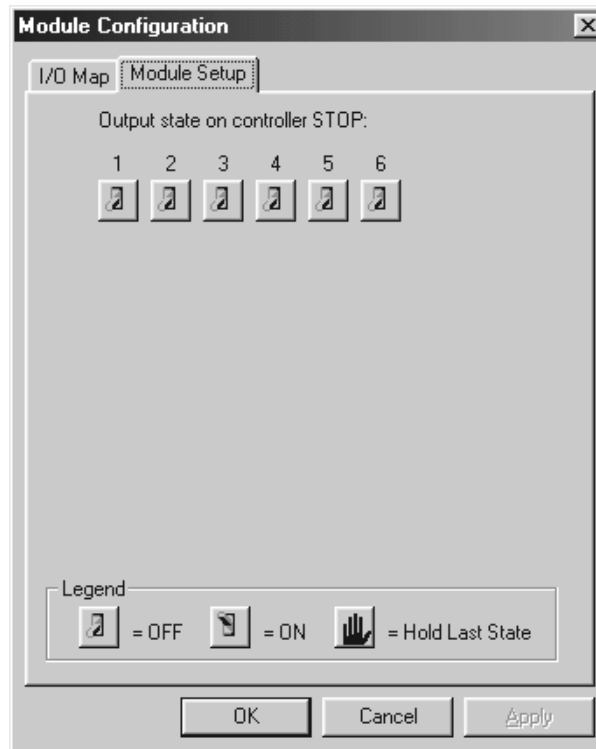 Module Configuration
I/O Map Module Setup
Output state on controller STOP:
1 2 3 4 5 6
Legend
= OFF = ON = Hold Last State
OK Cancel Apply